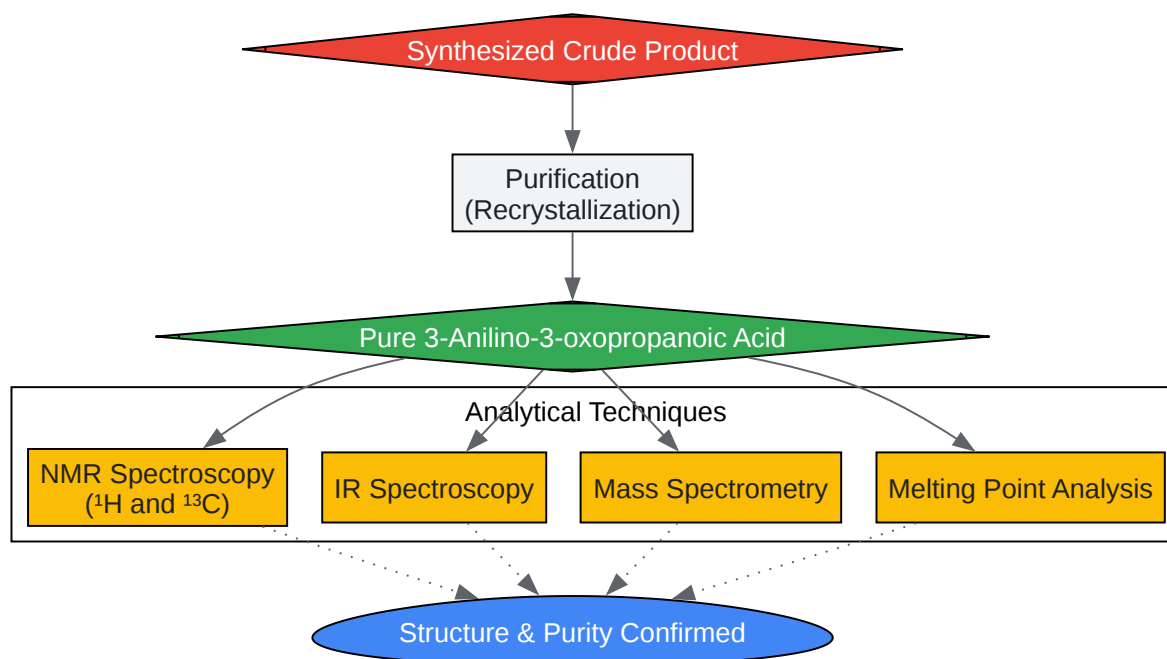 Synthesized Crude Product
Purification
(Recrystallization)
Pure 3-Anilino-3-oxopropanoic Acid
Analytical Techniques
NMR Spectroscopy
(¹H and ¹³C)
IR Spectroscopy
Mass Spectrometry
Melting Point Analysis
Structure & Purity Confirmed